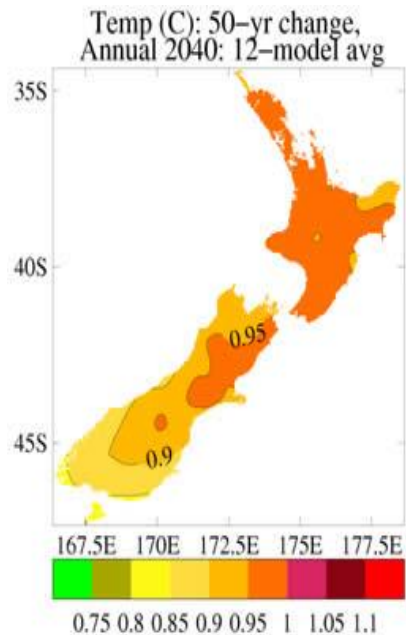 Temp (C): 50-yr change,
Annual 2040: 12-model avg
35S
40S
0.95
45S
0.9
167.5E 170E 172.5E 175E 177.5E
0.75 0.8 0.85 0.9 0.95 1 1.05 1.1